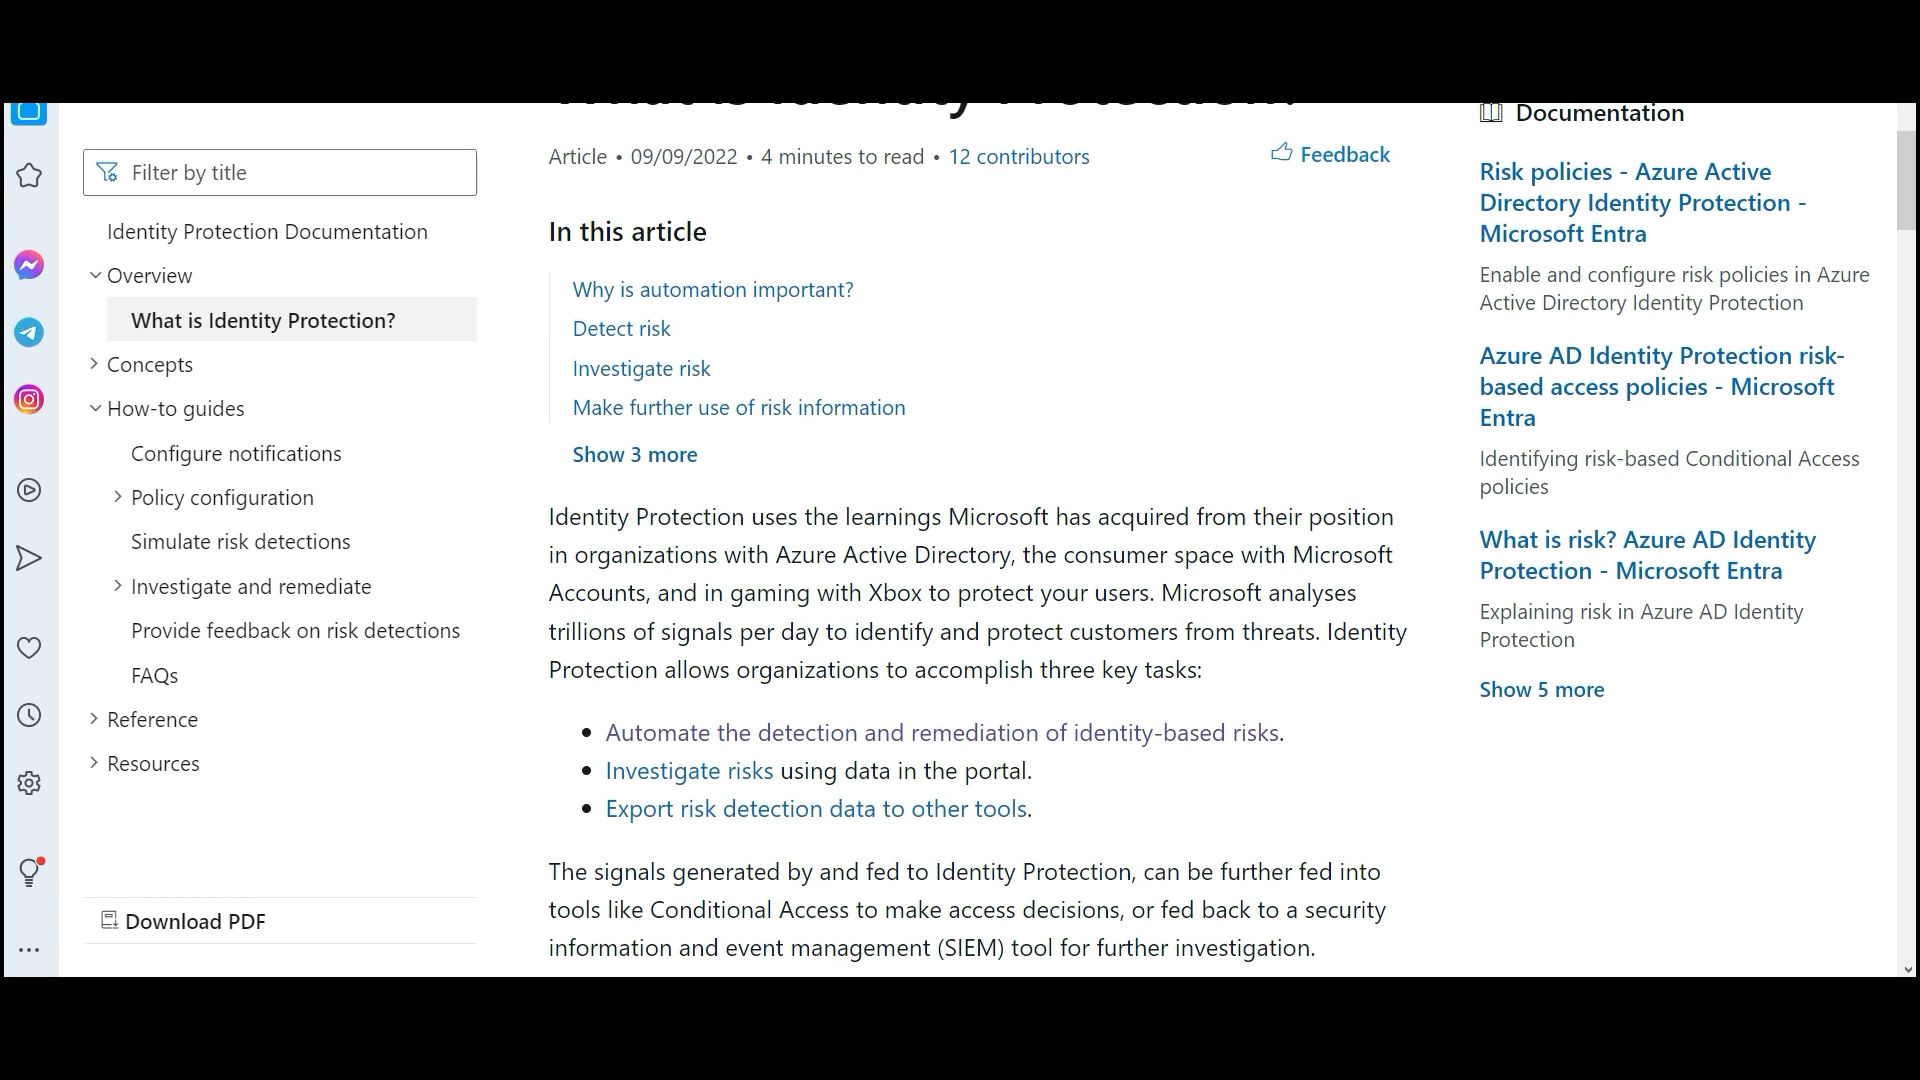 What is Identity Protection?
Article • 09/09/2022 • 4 minutes to read • 12 contributors
Feedback
Filter by title
Identity Protection Documentation
Overview
What is Identity Protection?
Concepts
How-to guides
Configure notifications
Policy configuration
Simulate risk detections
Investigate and remediate
Provide feedback on risk detections
FAQs
Reference
Resources
Download PDF
In this article
Why is automation important?
Detect risk
Investigate risk
Make further use of risk information
Show 3 more
Identity Protection uses the learnings Microsoft has acquired from their position
in organizations with Azure Active Directory, the consumer space with Microsoft
Accounts, and in gaming with Xbox to protect your users. Microsoft analyses
trillions of signals per day to identify and protect customers from threats. Identity
Protection allows organizations to accomplish three key tasks:
• Automate the detection and remediation of identity-based risks.
• Investigate risks using data in the portal.
• Export risk detection data to other tools.
The signals generated by and fed to Identity Protection, can be further fed into
tools like Conditional Access to make access decisions, or fed back to a security
information and event management (SIEM) tool for further investigation.
Documentation
Risk policies - Azure Active
Directory Identity Protection -
Microsoft Entra
Enable and configure risk policies in Azure
Active Directory Identity Protection
Azure AD Identity Protection risk-
based access policies - Microsoft
Entra
Identifying risk-based Conditional Access
policies
What is risk? Azure AD Identity
Protection - Microsoft Entra
Explaining risk in Azure AD Identity
Protection
Show 5 more